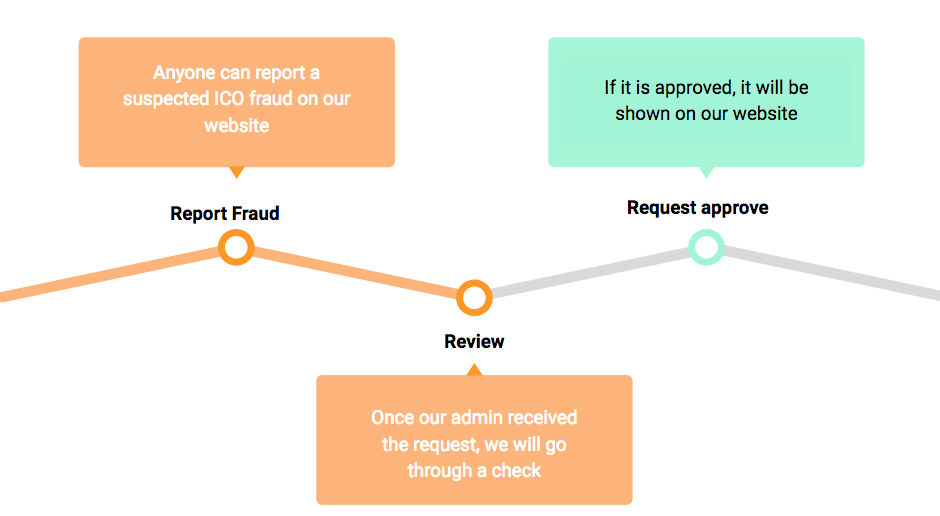 Anyone can report a
suspected ICO fraud on our
website
Report Fraud
If it is approved, it will be
shown on our website
Request approve
Review
Once our admin received
the request, we will go
through a check